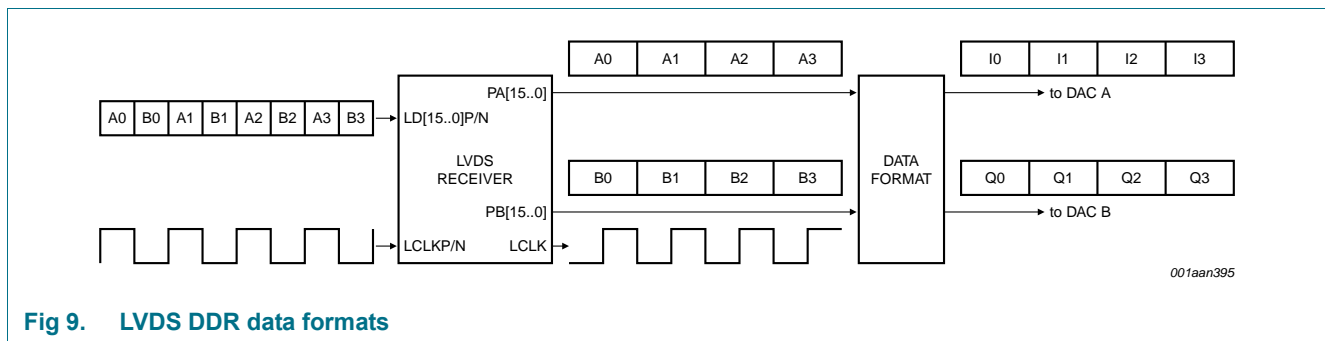 A0 A1 A2 A3
I0 I1 I2 I3
PA[15..0]
to DAC A
A0 B0 A1 B1 A2 B2 A3 B3
LD[15..0]P/N
LVDS
RECEIVER
DATA
FORMAT
B0 B1 B2 B3
Q0 Q1 Q2 Q3
PB[15..0]
to DAC B
LCLKP/N
LCLK
001aan395
Fig 9. LVDS DDR data formats